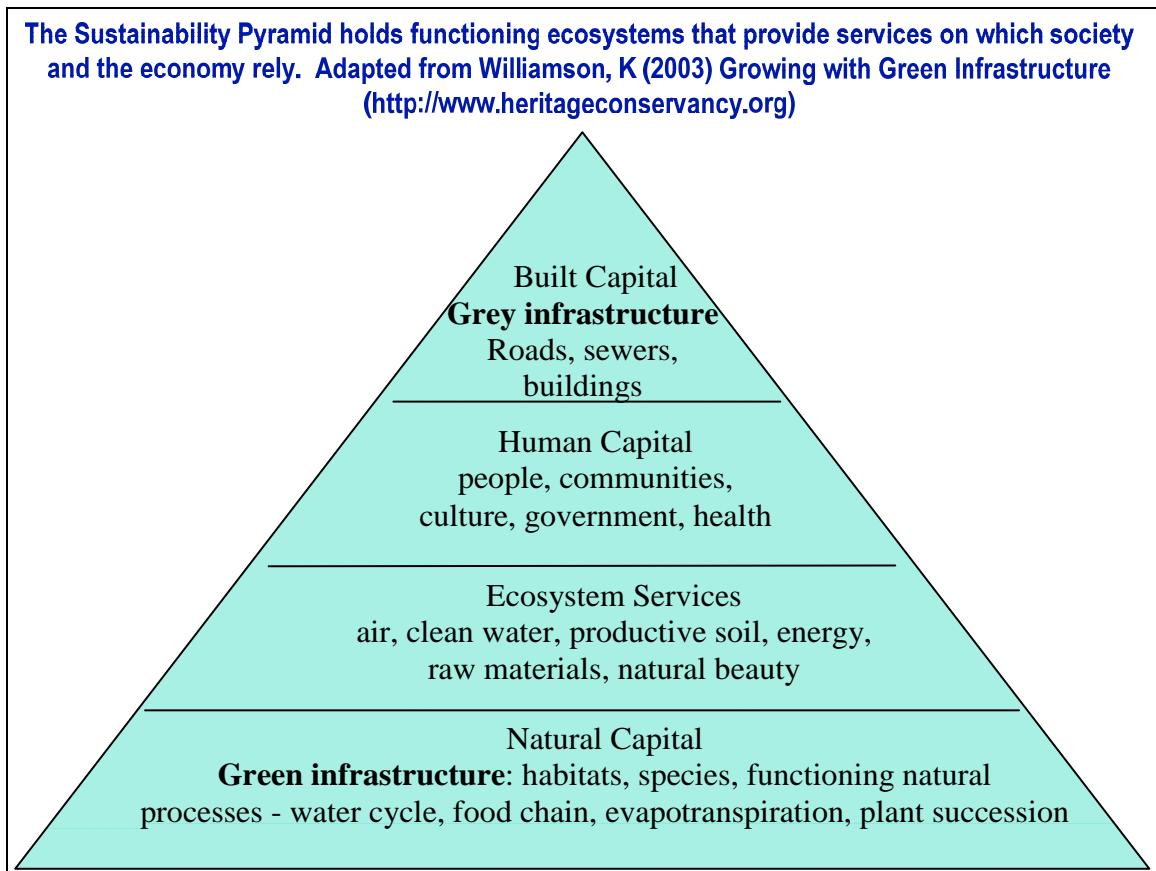 The Sustainability Pyramid holds functioning ecosystems that provide services on which society
and the economy rely.  Adapted from Williamson, K (2003) Growing with Green Infrastructure
(http://www.heritageconservancy.org)
Built Capital
Grey infrastructure
Roads, sewers,
buildings
Human Capital
people, communities,
culture, government, health
Ecosystem Services
air, clean water, productive soil, energy,
raw materials, natural beauty
Natural Capital
Green infrastructure: habitats, species, functioning natural
processes - water cycle, food chain, evapotranspiration, plant succession